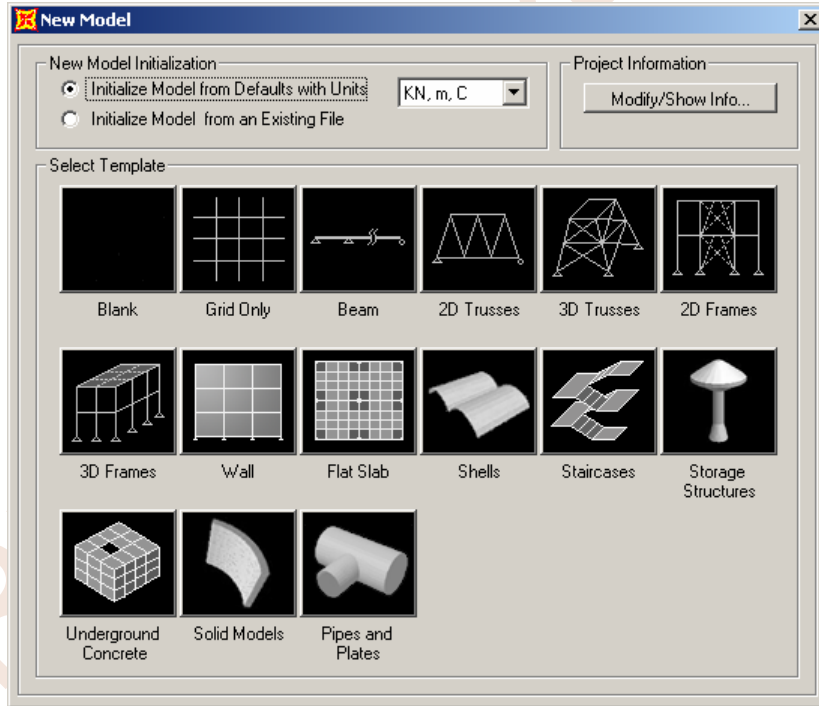 New Model
New Model Initialization
Initialize Model from Defaults with Units
KN, m, C
Initialize Model from an Existing File
Project Information
Modify/Show Info...
Select Template
Blank
Grid Only
Beam
2D Trusses
3D Trusses
2D Frames
3D Frames
Wall
Flat Slab
Shells
Staircases
Storage
Structures
Underground
Concrete
Solid Models
Pipes and
Plates